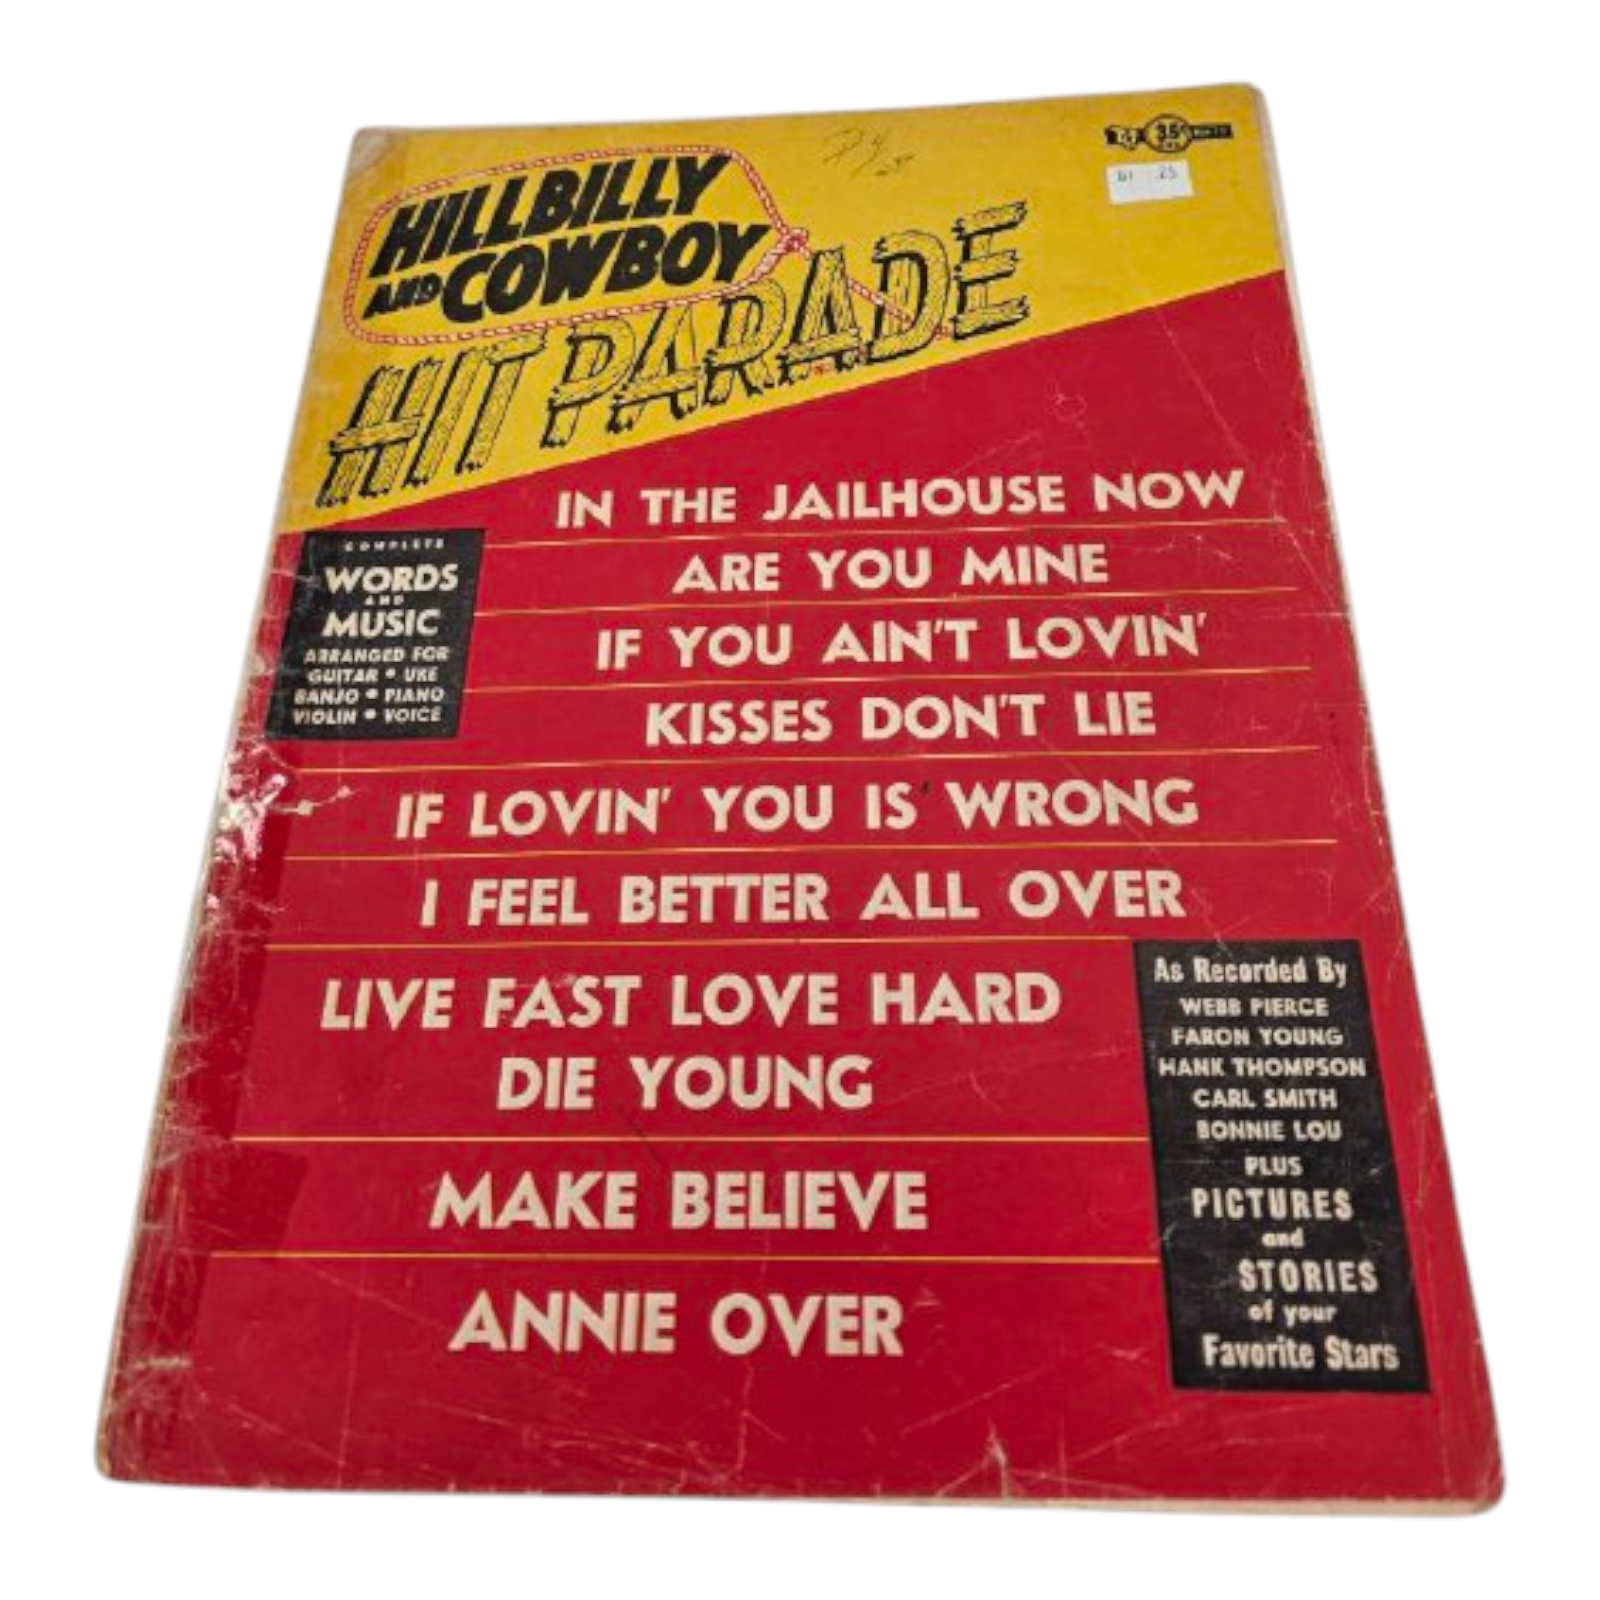 35¢
.25
HILLBILLY
AND COWBOY
HIT PARADE
IN THE JAILHOUSE NOW
ARE YOU MINE
IF YOU AIN'T LOVIN'
KISSES DON'T LIE
IF LOVIN' YOU IS WRONG
I FEEL BETTER ALL OVER
LIVE FAST LOVE HARD
DIE YOUNG
MAKE BELIEVE
ANNIE OVER
COMPLETE
WORDS
AND
MUSIC
ARRANGED FOR
GUITAR • UKE
BANJO • PIANO
VIOLIN • VOICE
As Recorded By
WEBB PIERCE
FARON YOUNG
HANK THOMPSON
CARL SMITH
BONNIE LOU
PLUS
PICTURES
and
STORIES
of your
Favorite Stars